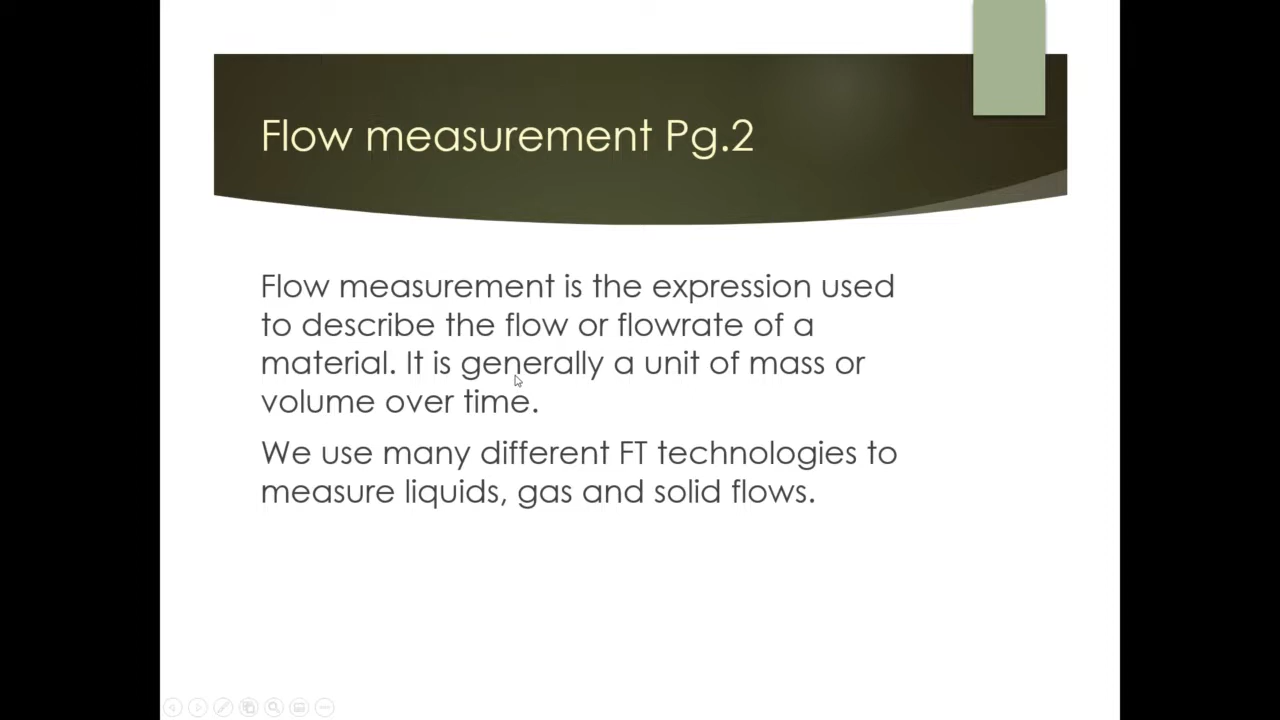 Flow measurement Pg.2
Flow measurement is the expression used
to describe the flow or flowrate of a
material. It is generally a unit of mass or
volume over time.
We use many different FT technologies to
measure liquids, gas and solid flows.